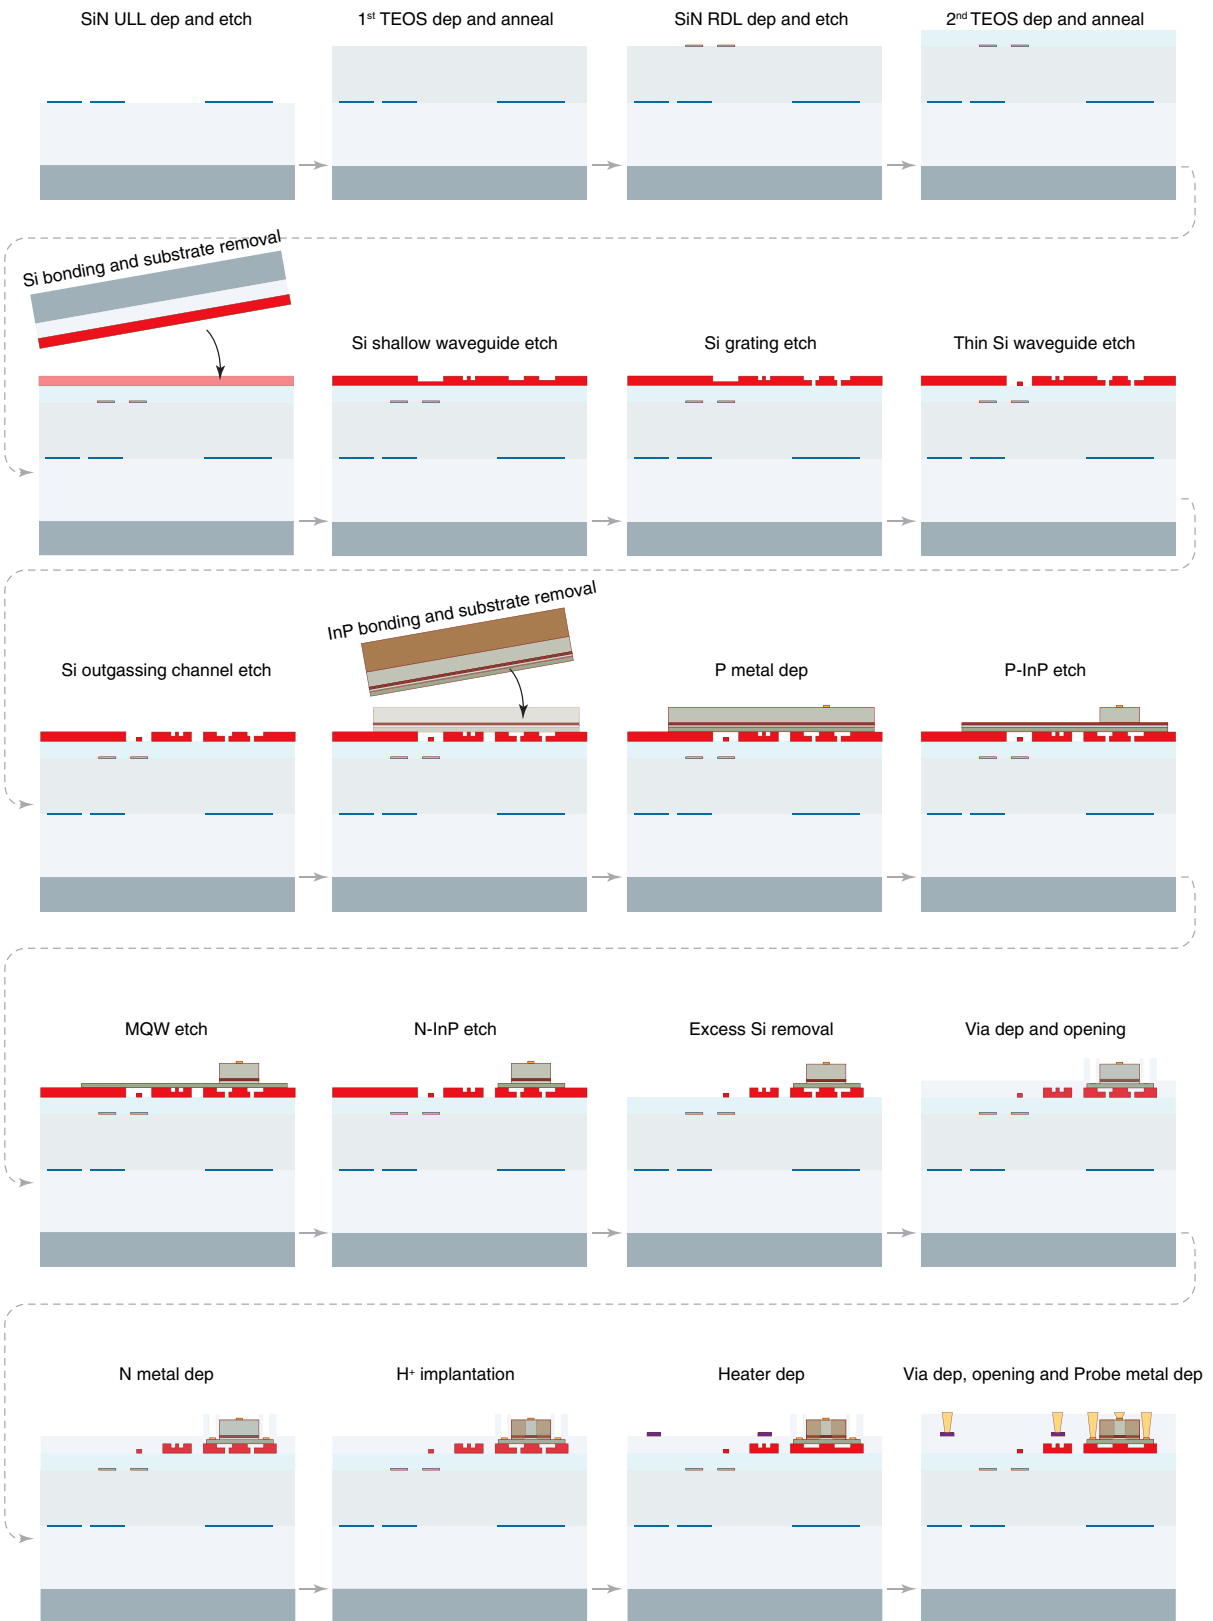 SiN ULL dep and etch
1st TEOS dep and anneal
SiN RDL dep and etch
2nd TEOS dep and anneal
Si bonding and substrate removal
Si shallow waveguide etch
Si grating etch
Thin Si waveguide etch
Si outgassing channel etch
InP bonding and substrate removal
P metal dep
P-InP etch
MQW etch
N-InP etch
Excess Si removal
Via dep and opening
N metal dep
H+ implantation
Heater dep
Via dep, opening and Probe metal dep